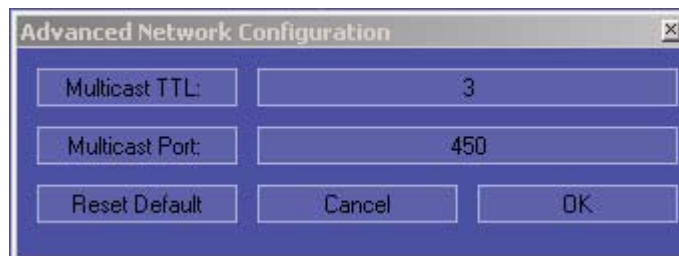 Advanced Network Configuration
Multicast TTL: 3
Multicast Port: 450
Reset Default Cancel OK